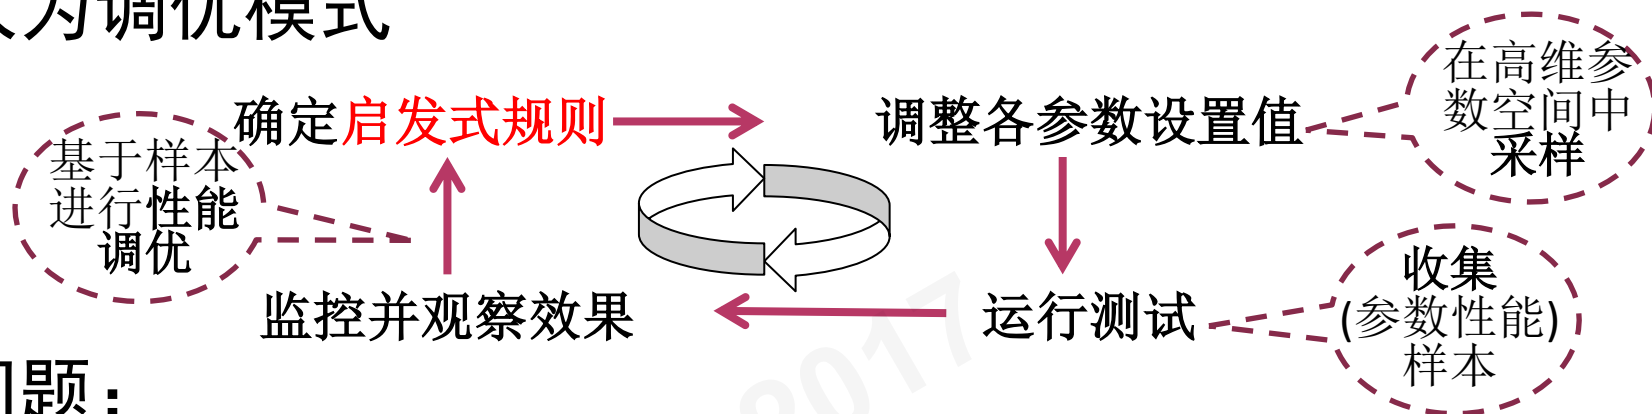 为调优模式
确定启发式规则
调整各参数设置值
在高维参
数空间中
采样
基于样本
进行性能
调优
监控并观察效果
运行测试
收集
(参数性能)
样本
题：
2017